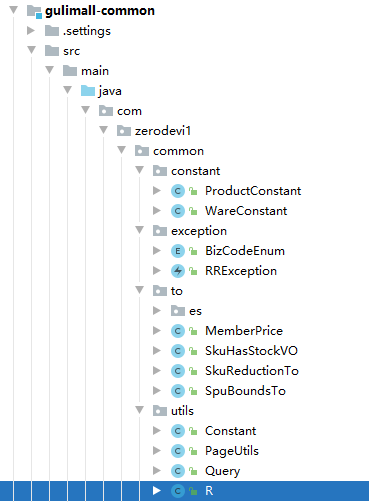 gulimall-common
.settings
src
main
java
com
zerodevi1
common
constant
ProductConstant
WareConstant
exception
BizCodeEnum
RRException
to
es
MemberPrice
SkuHasStockVO
SkuReductionTo
SpuBoundsTo
utils
Constant
PageUtils
Query
R